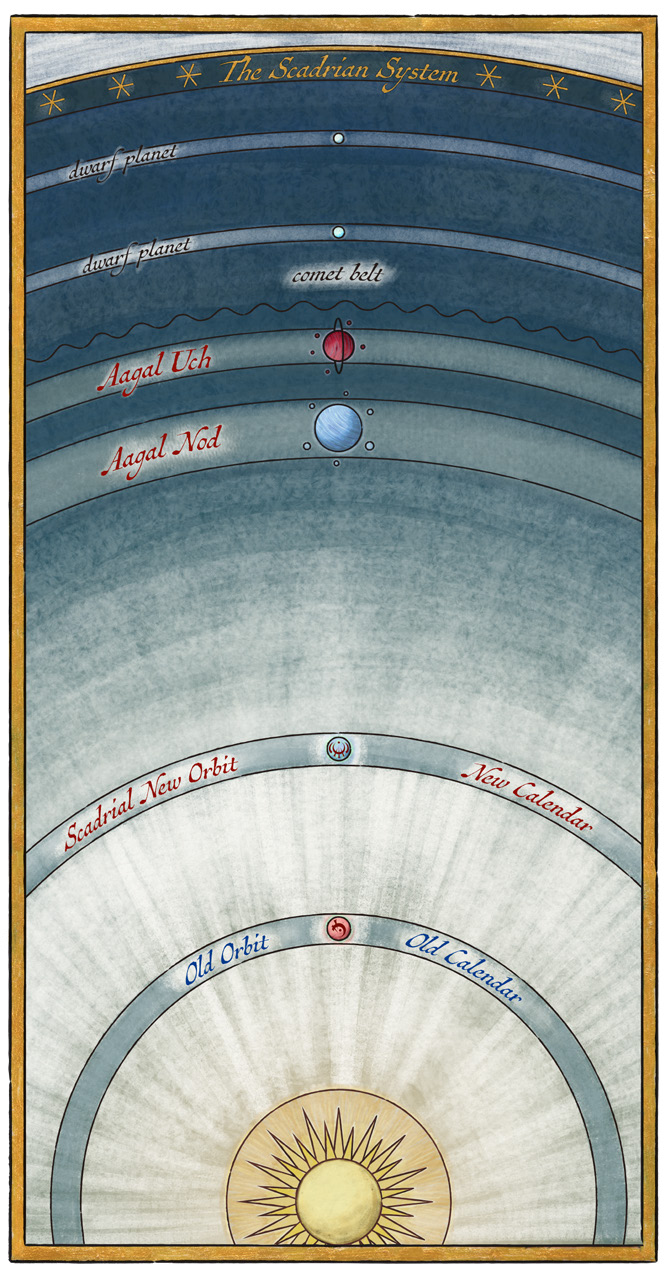 The Scadrian System
dwarf planet
dwarf planet
comet belt
Aagal Uch
Aagal Nod
Scadrial New Orbit
New Calendar
Old Orbit
Old Calendar